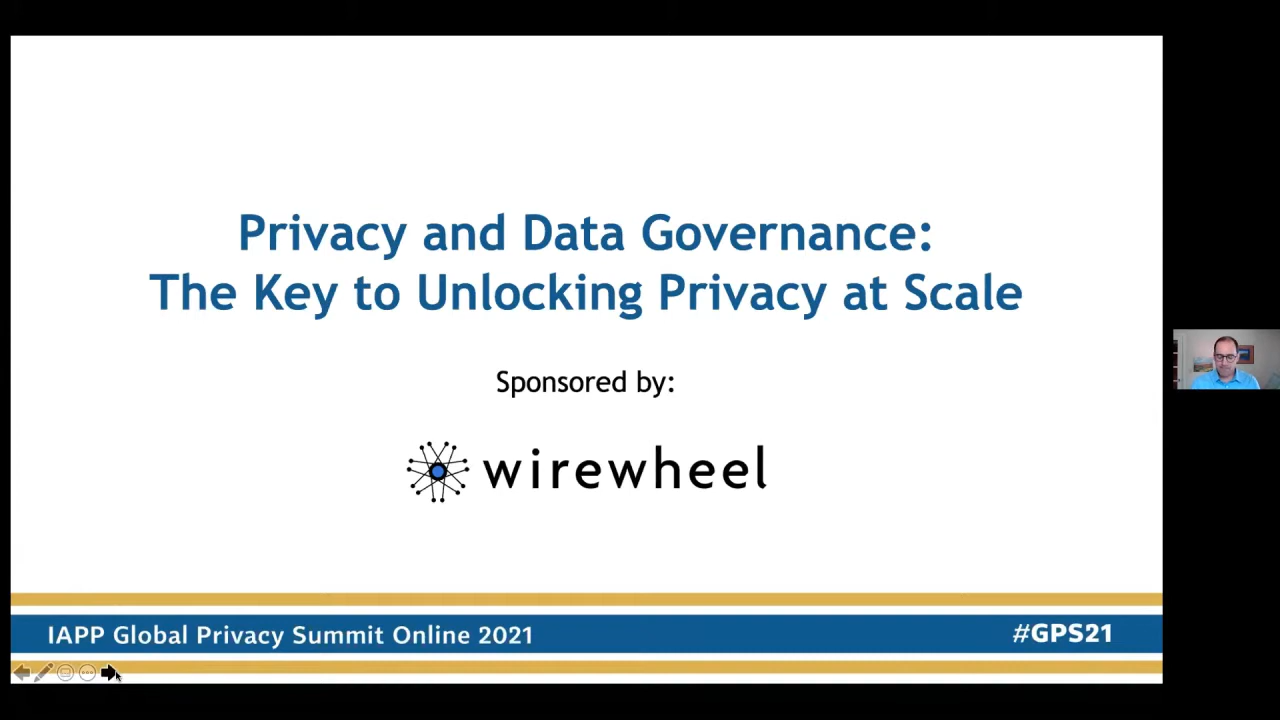 Privacy and Data Governance:
The Key to Unlocking Privacy at Scale
Sponsored by:
wirewheel
IAPP Global Privacy Summit Online 2021
#GPS21